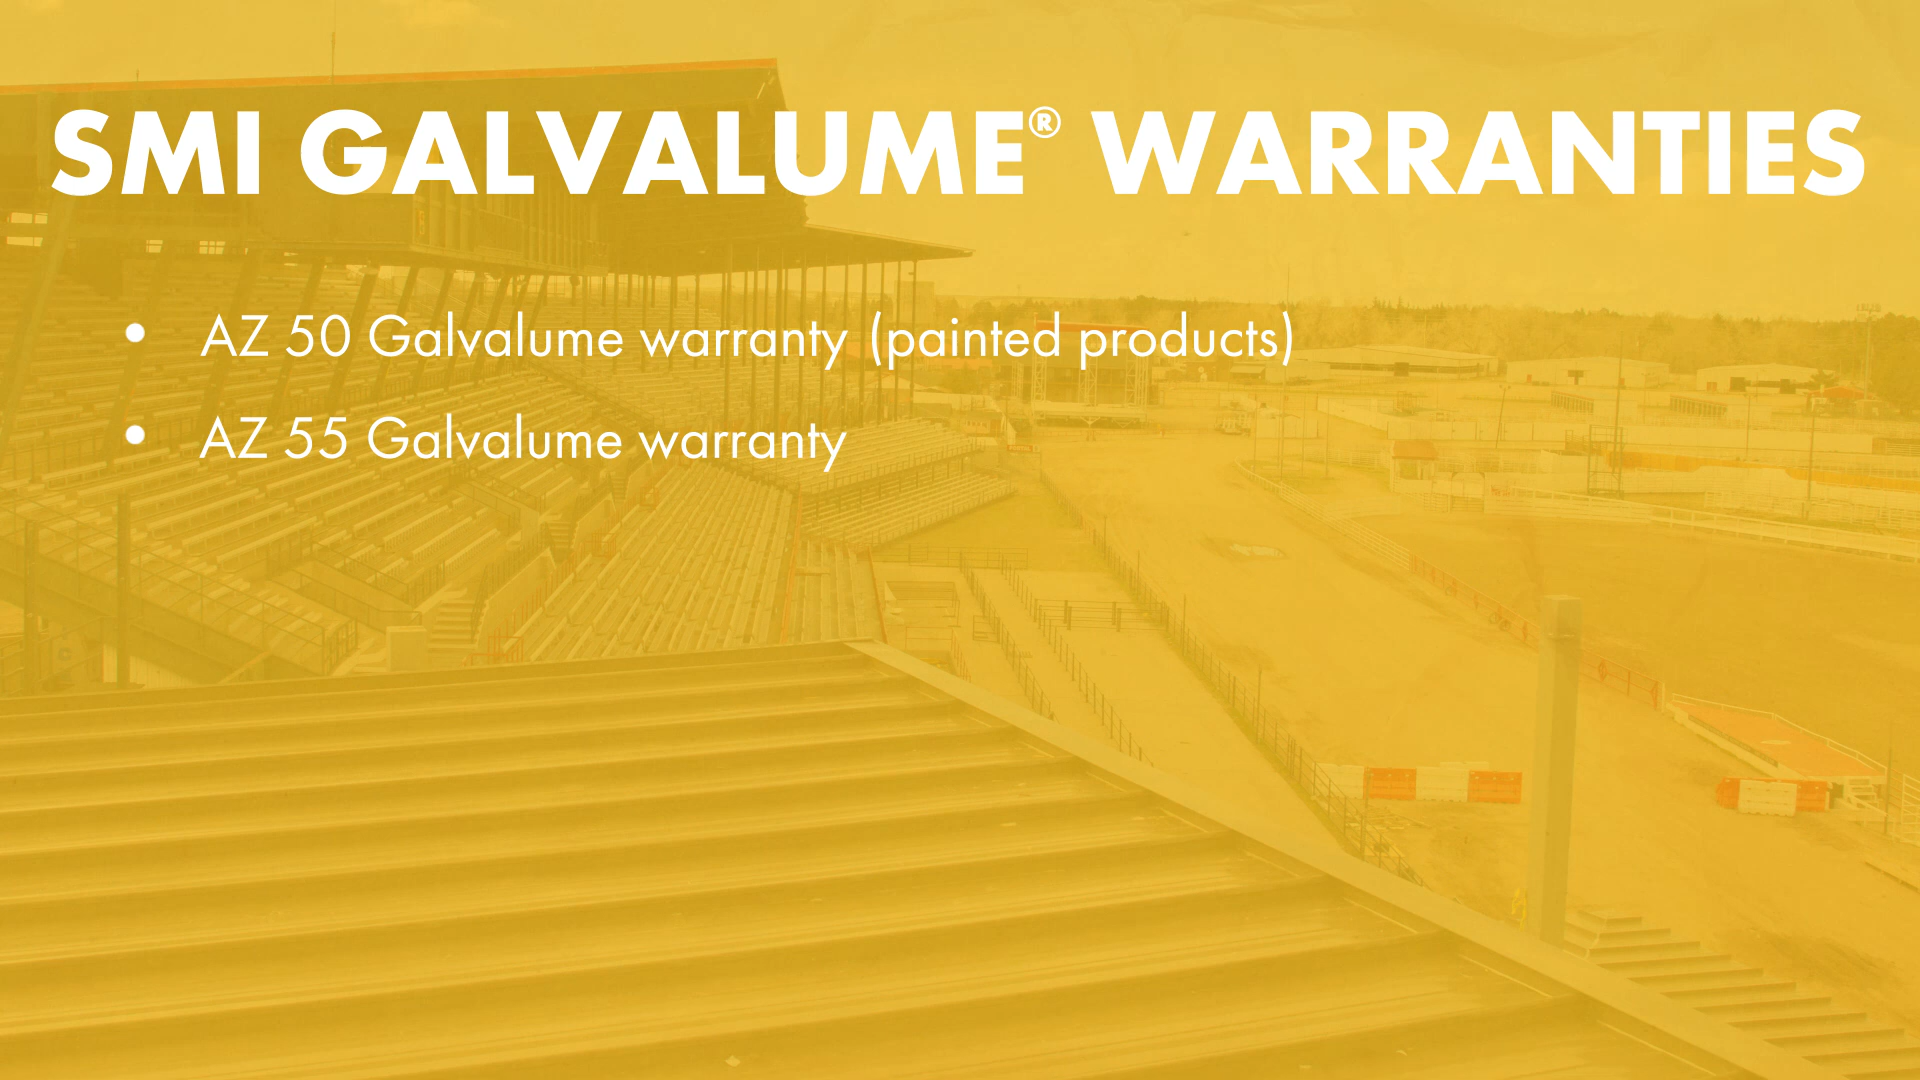 SMI GALVALUME® WARRANTIES
• AZ 50 Galvalume warranty (painted products)
• AZ 55 Galvalume warranty